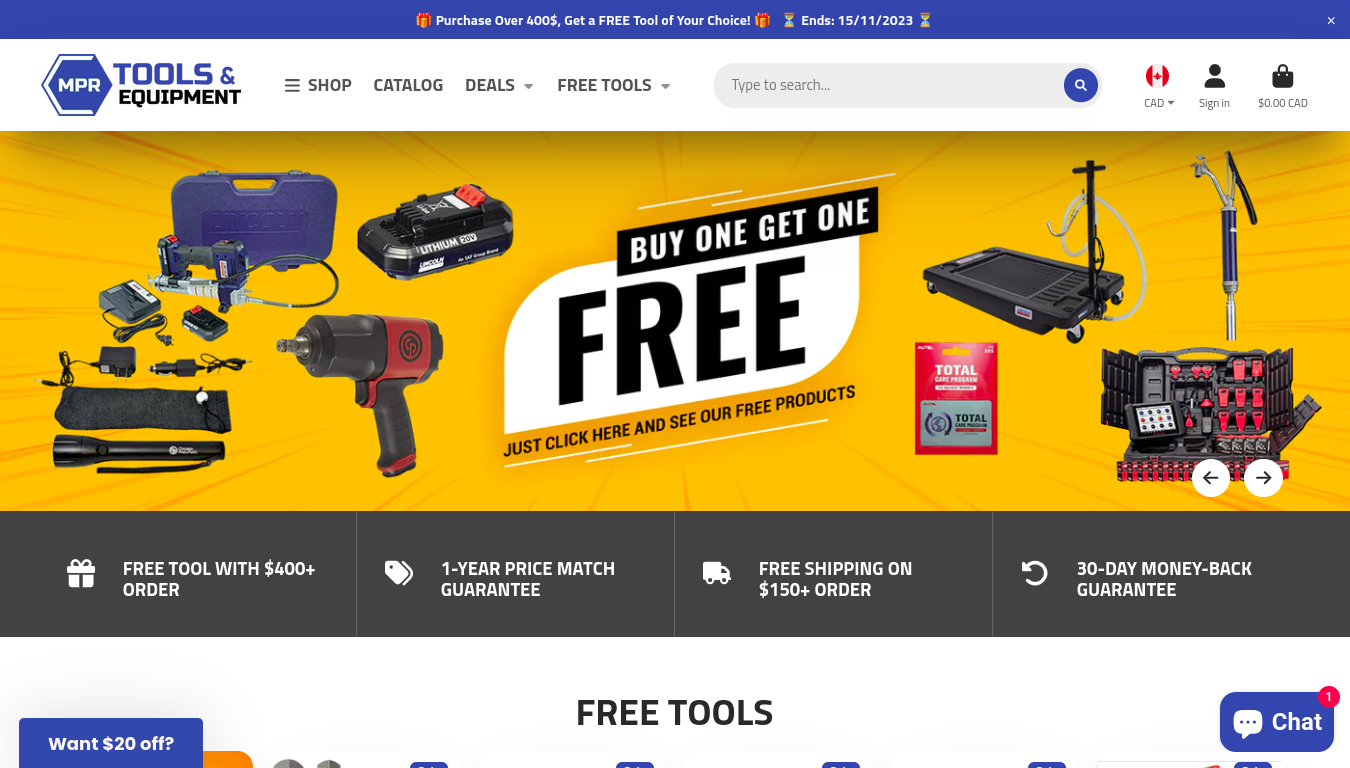 🎁 Purchase Over 400$, Get a FREE Tool of Your Choice! 🎁 ⏳ Ends: 15/11/2023 ⏳ ×
MPR TOOLS &
EQUIPMENT
SHOP
CATALOG
DEALS
FREE TOOLS
Type to search...
CAD
Sign in
$0.00 CAD
LINCOLN
LITHIUM 20V
LINCOLN
BUY ONE GET ONE
FREE
JUST CLICK HERE AND SEE OUR FREE PRODUCTS
CP
AUTEL
TOTAL
CARE PROGRAM
TOTAL
CARE PROGRAM
FREE TOOL WITH $400+
ORDER
1-YEAR PRICE MATCH
GUARANTEE
FREE SHIPPING ON
$150+ ORDER
30-DAY MONEY-BACK
GUARANTEE
FREE TOOLS
Want $20 off?
1
Chat